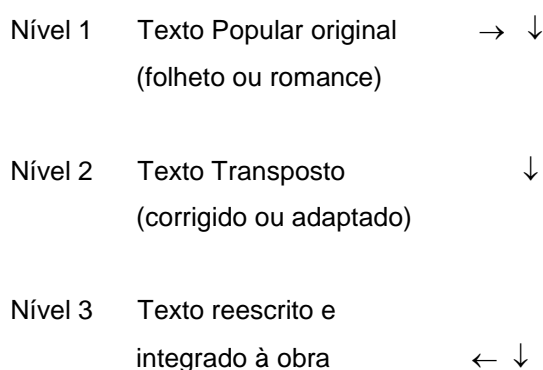 Nível 1 Texto Popular original → ↓
(folheto ou romance)
Nível 2 Texto Transposto ↓
(corrigido ou adaptado)
Nível 3 Texto reescrito e
integrado à obra ← ↓